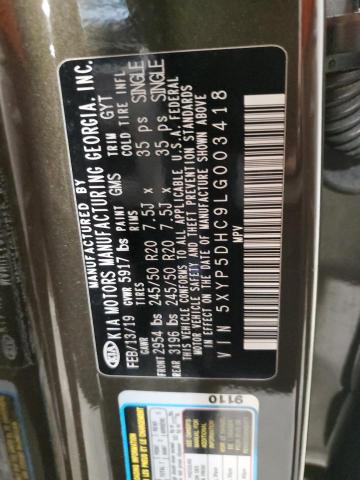 MANUFACTURED BY
KIA MOTORS MANUFACTURING GEORGIA, INC.
FEB/13/19 GVWR 5917 lbs PAINT GMS TRIM GYT
GAWR TIRES RIMS COLD TIRE INFL
FRONT 2954 lbs 245/50 R20 7.5J x 35 psi SINGLE
REAR 3196 lbs 245/50 R20 7.5J x 35 psi SINGLE
THIS VEHICLE CONFORMS TO ALL APPLICABLE U.S.A. FEDERAL
MOTOR VEHICLE SAFETY AND THEFT PREVENTION STANDARDS
IN EFFECT ON THE DATE OF MANUFACTURE SHOWN ABOVE
VIN 5XYP5DHC9LG003418
MPV
9110